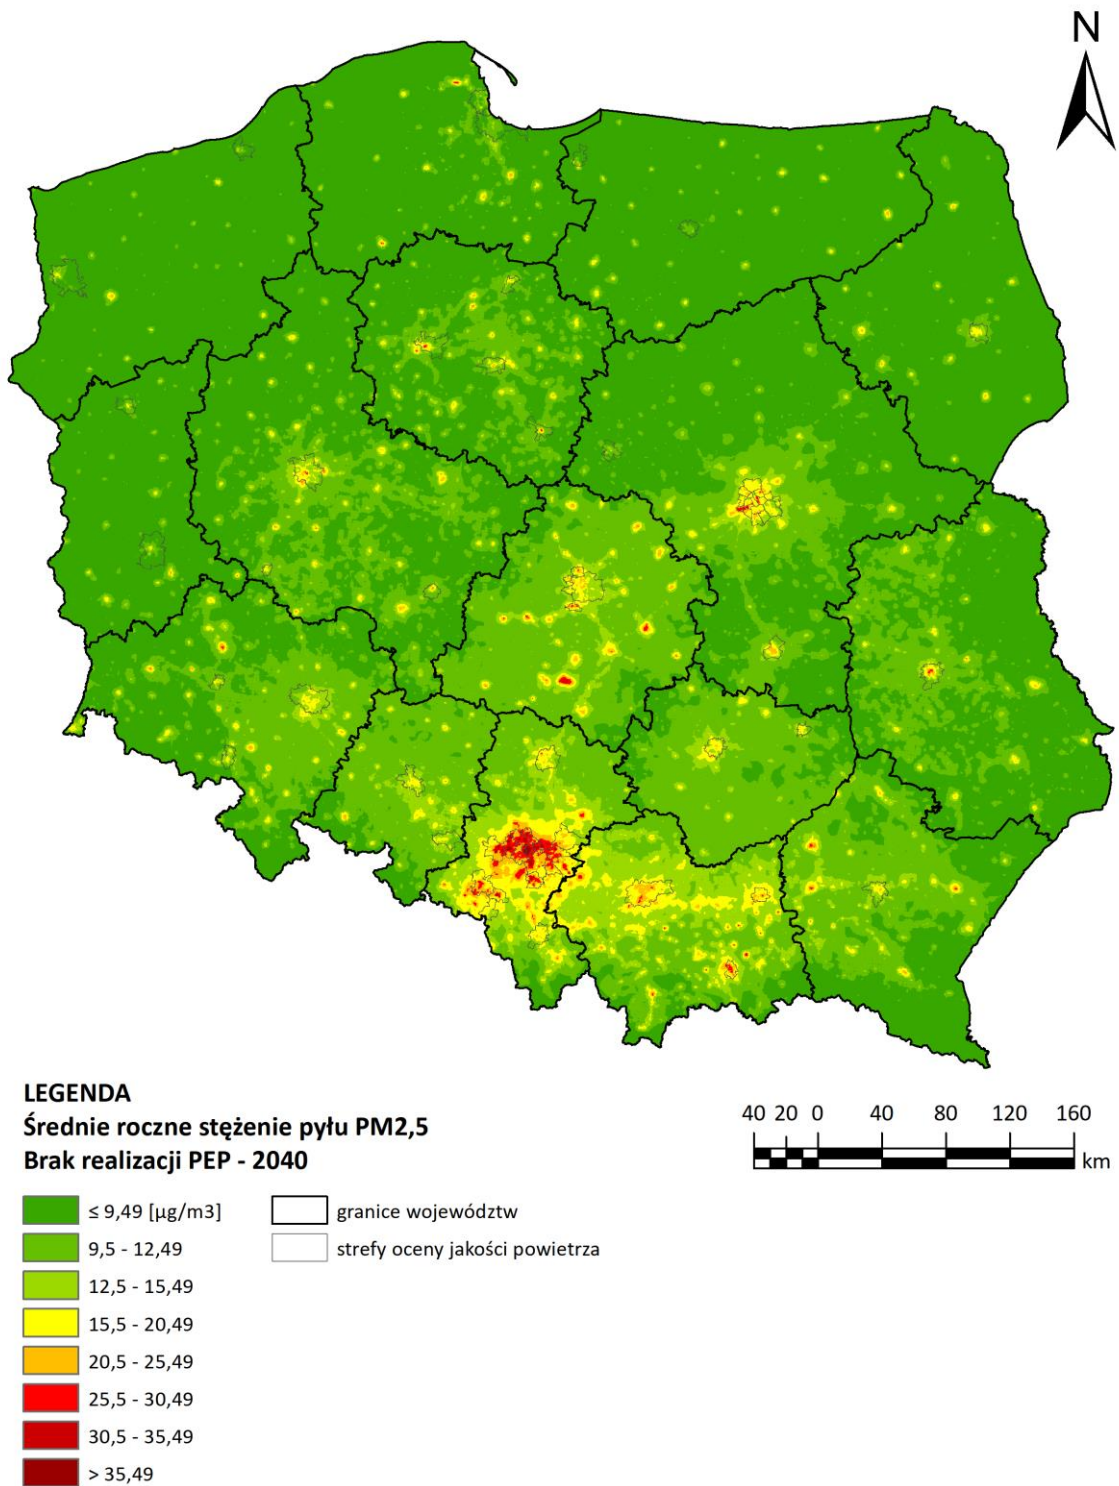 N
LEGENDA
Średnie roczne stężenie pyłu PM2,5
Brak realizacji PEP - 2040
≤ 9,49 [µg/m3]
9,5 - 12,49
12,5 - 15,49
15,5 - 20,49
20,5 - 25,49
25,5 - 30,49
30,5 - 35,49
> 35,49
granice województw
strefy oceny jakości powietrza
40 20 0 40 80 120 160
km